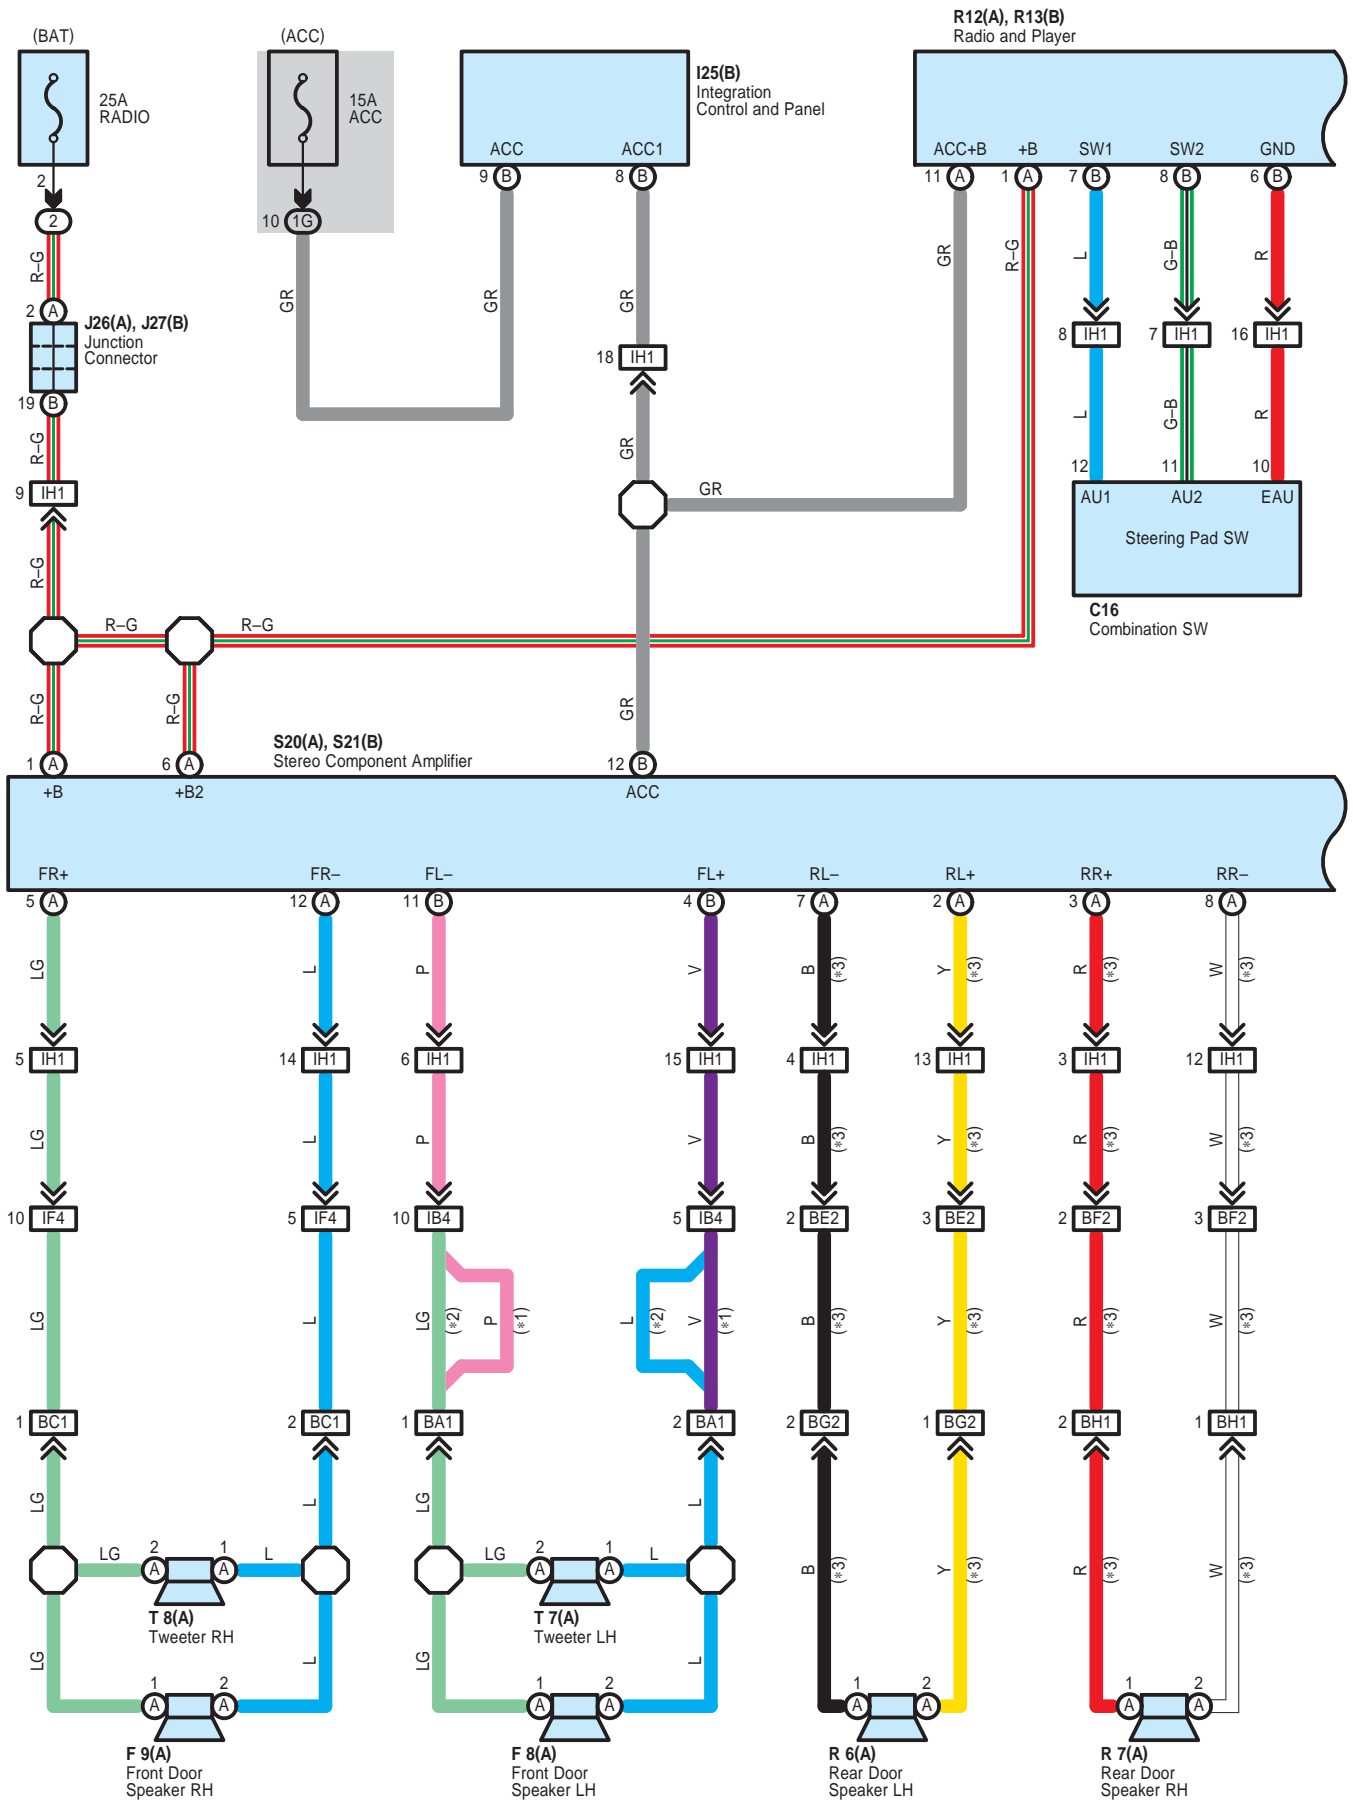 (BAT)
(ACC)
R12(A), R13(B)
Radio and Player
25A
RADIO
15A
ACC
I25(B)
Integration
Control and Panel
ACC
ACC1
ACC+B
+B
SW1
SW2
GND
9 B
8 B
11 A
1 A
7 B
8 B
6 B
2
2
10 1G
R–G
GR
GR
GR
GR
R–G
L
G–B
R
2 A
J26(A), J27(B)
Junction
Connector
18 IH1
8 IH1
7 IH1
16 IH1
19 B
R–G
GR
L
G–B
R
9 IH1
GR
12
11
10
AU1
AU2
EAU
Steering Pad SW
R–G
C16
Combination SW
R–G
R–G
R–G
R–G
GR
S20(A), S21(B)
Stereo Component Amplifier
1 A
6 A
12 B
+B
+B2
ACC
FR+
FR–
FL–
FL+
RL–
RL+
RR+
RR–
5 A
12 A
11 B
4 B
7 A
2 A
3 A
8 A
LG
L
P
V
B (*3)
Y (*3)
R (*3)
W (*3)
5 IH1
14 IH1
6 IH1
15 IH1
4 IH1
13 IH1
3 IH1
12 IH1
LG
L
P
V
B (*3)
Y (*3)
R (*3)
W (*3)
10 IF4
5 IF4
10 IB4
5 IB4
2 BE2
3 BE2
2 BF2
3 BF2
LG
L
LG (*2)
P (*1)
L (*2)
V (*1)
B (*3)
Y (*3)
R (*3)
W (*3)
1 BC1
2 BC1
1 BA1
2 BA1
2 BG2
1 BG2
2 BH1
1 BH1
LG
L
LG
L
LG
2 A
1 A
L
LG
2 A
1 A
L
B (*3)
Y (*3)
R (*3)
W (*3)
T 8(A)
Tweeter RH
T 7(A)
Tweeter LH
LG
L
LG
L
1 A
2 A
1 A
2 A
1 A
2 A
1 A
2 A
F 9(A)
Front Door
Speaker RH
F 8(A)
Front Door
Speaker LH
R 6(A)
Rear Door
Speaker LH
R 7(A)
Rear Door
Speaker RH